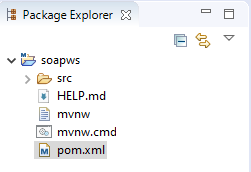 Package Explorer
soapws
src
HELP.md
mvnw
mvnw.cmd
pom.xml